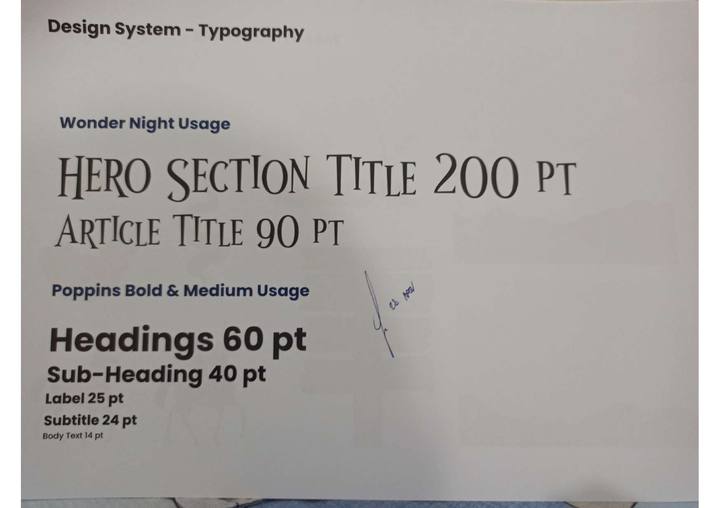 Design System - Typography
Wonder Night Usage
HERO SECTION TITLE 200 PT
ARTICLE TITLE 90 PT
Poppins Bold & Medium Usage
Headings 60 pt
Sub-Heading 40 pt
Label 25 pt
Subtitle 24 pt
Body Text 14 pt